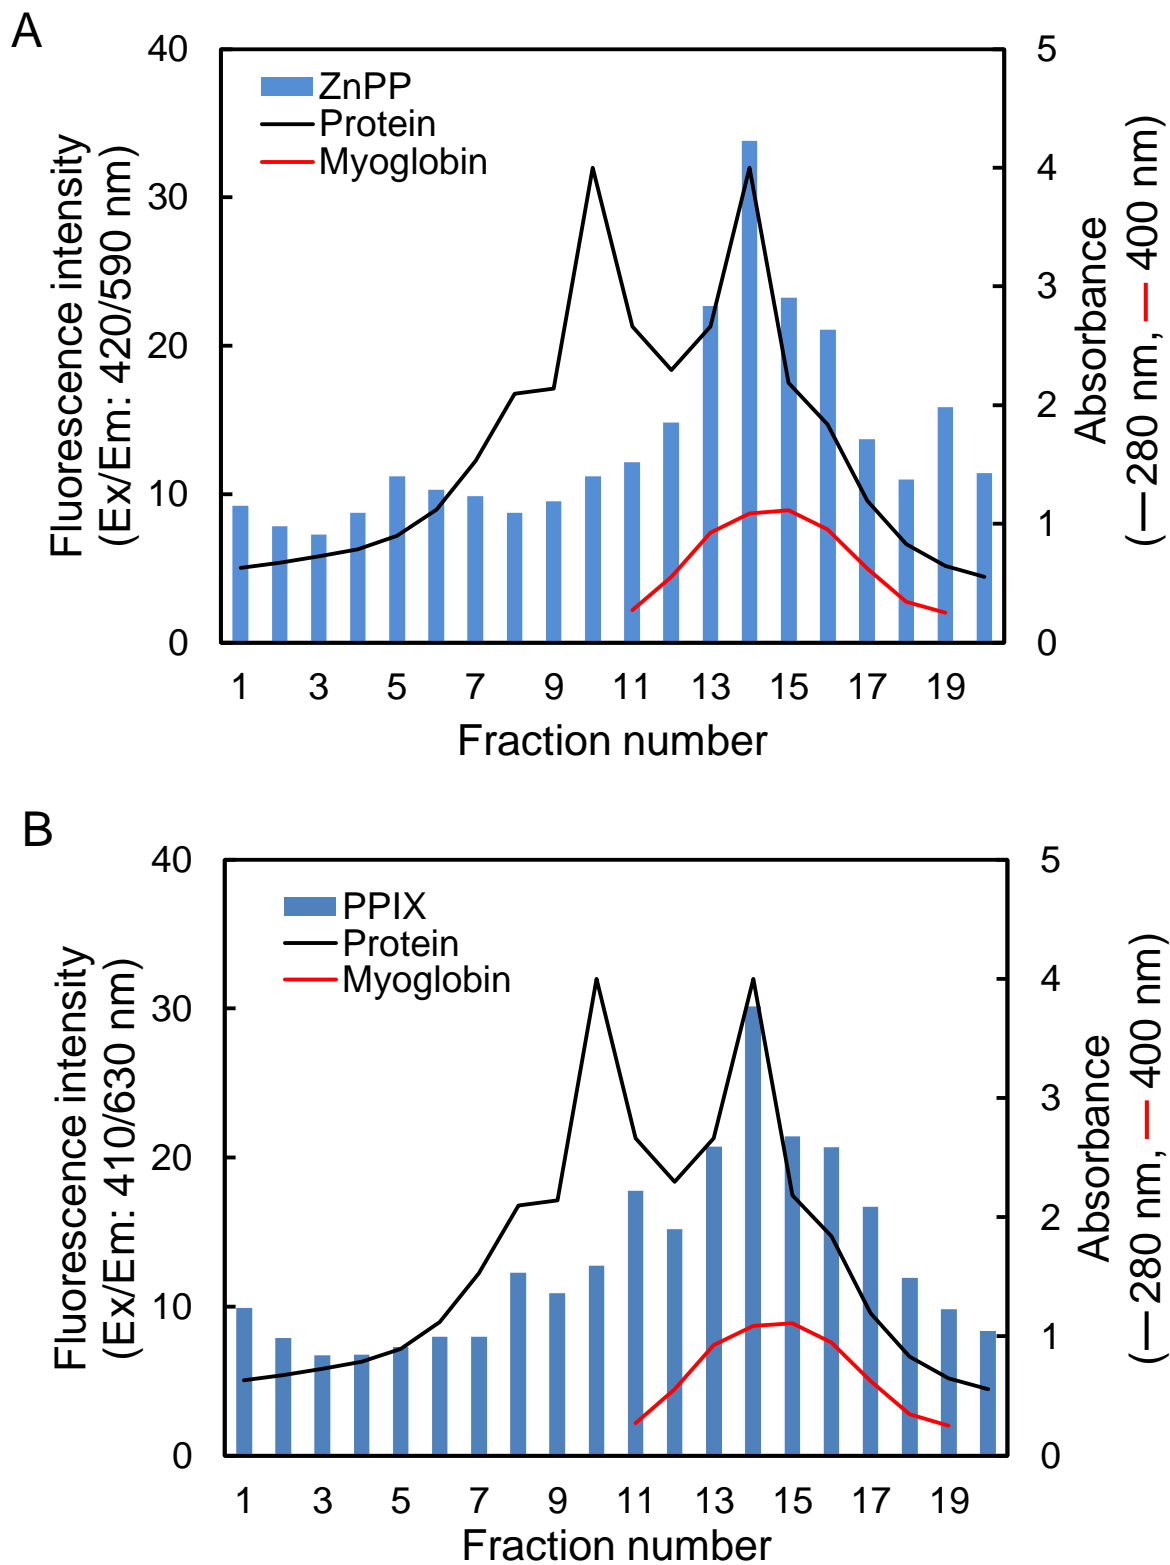 A
40
30
20
10
0
5
4
3
2
1
0
ZnPP
Protein
Myoglobin
Fluorescence intensity
(Ex/Em: 420/590 nm)
Absorbance
(—280 nm, — 400 nm)
1 3 5 7 9 11 13 15 17 19
Fraction number
B
40
30
20
10
0
5
4
3
2
1
0
PPIX
Protein
Myoglobin
Fluorescence intensity
(Ex/Em: 410/630 nm)
Absorbance
(—280 nm, — 400 nm)
1 3 5 7 9 11 13 15 17 19
Fraction number